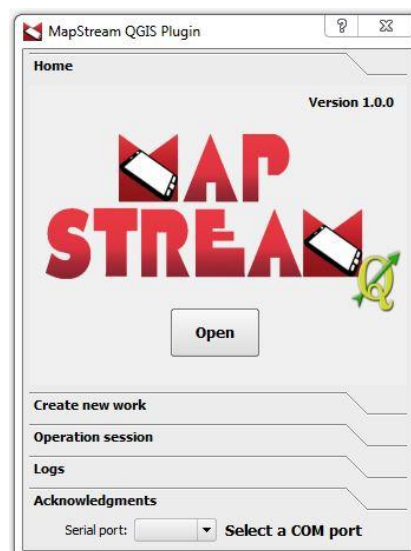 MapStream QGIS Plugin
Home
Version 1.0.0
MAP
STREAM
Q
Open
Create new work
Operation session
Logs
Acknowledgments
Serial port: Select a COM port